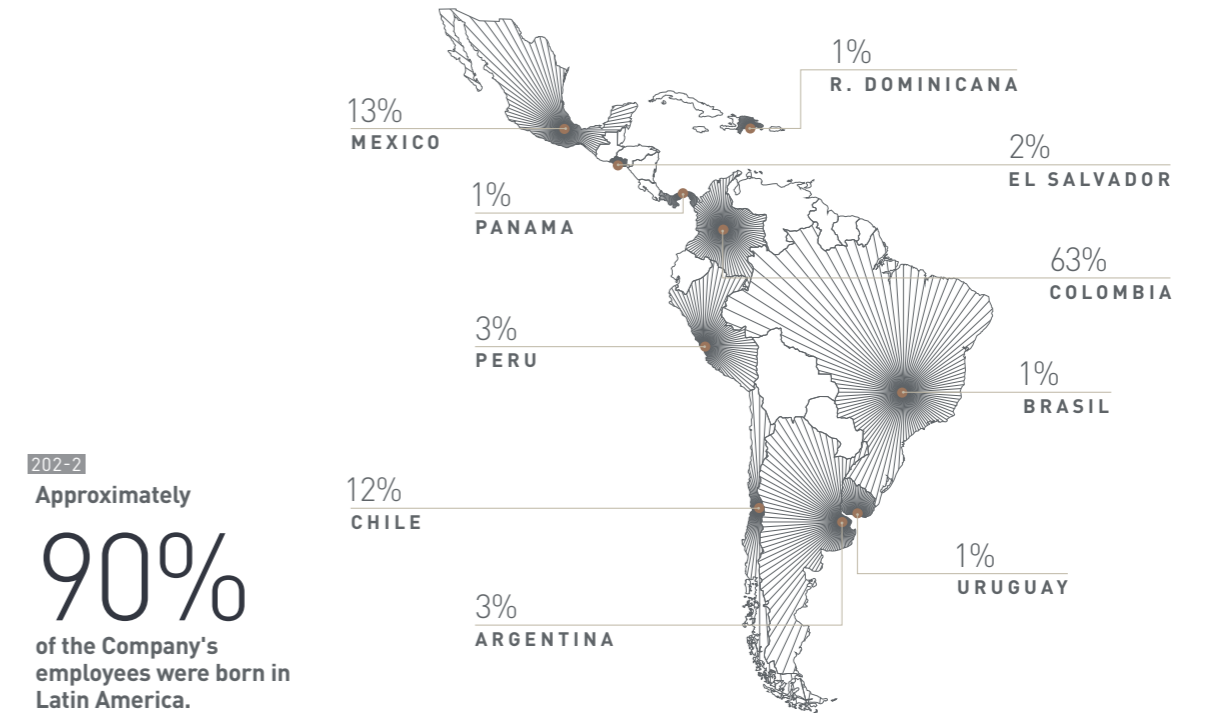 1%
R. DOMINICANA
13%
MEXICO
2%
EL SALVADOR
1%
PANAMA
63%
COLOMBIA
3%
PERU
1%
BRASIL
202-2
Approximately
90%
of the Company's
employees were born in
Latin America.
12%
CHILE
1%
URUGUAY
3%
ARGENTINA